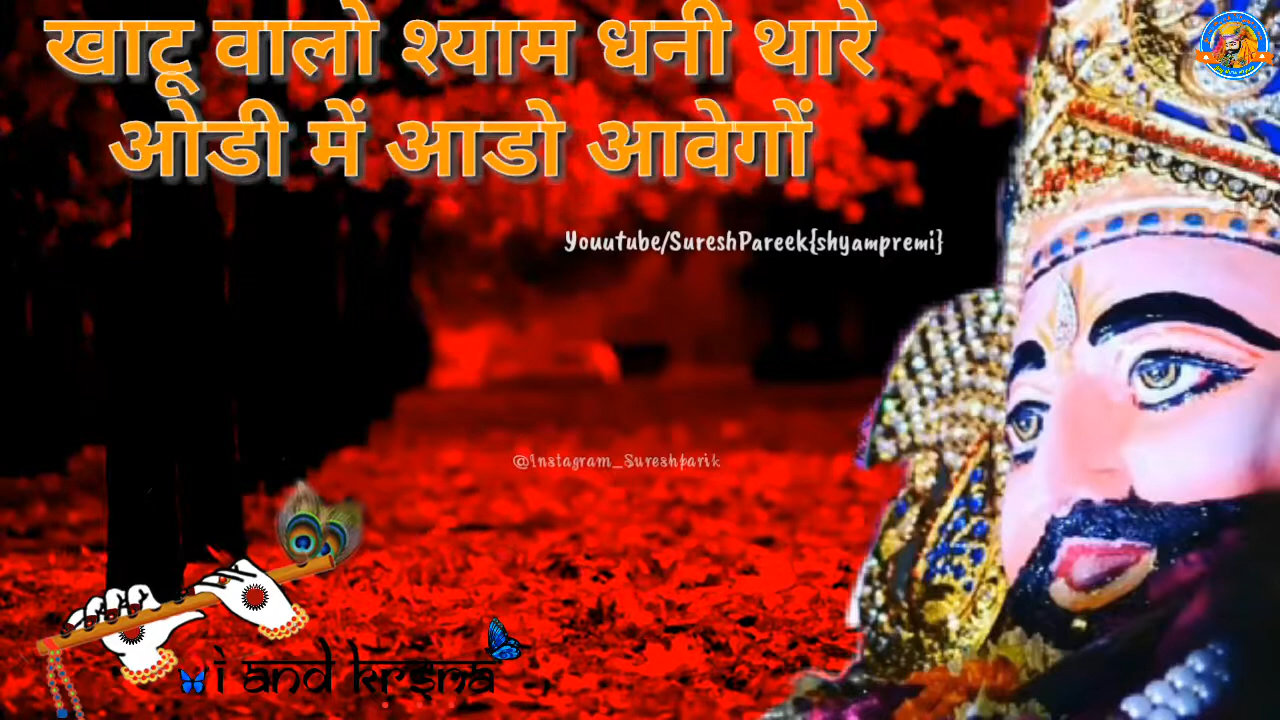 खाटू वालो श्याम धनी थारे
ओडी में आडो आवेगों
Youutube/SureshPareek{shyampremi}
@Instagram_Sureshparik
i and krsna